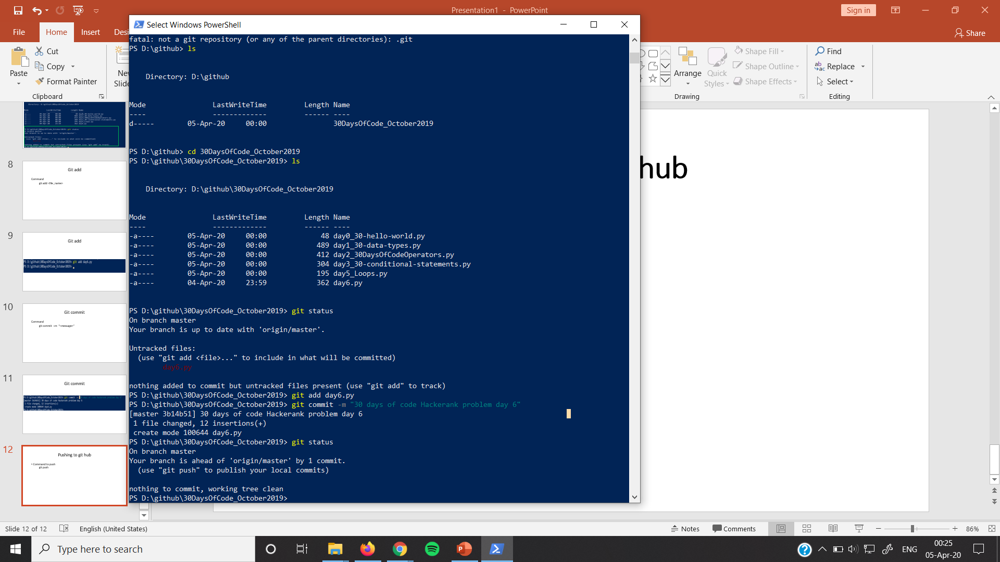 Presentation1 - PowerPoint
Sign in
File
Home
Insert
Desi
Share
Select Windows PowerShell
Paste
Cut
Copy
Format Painter
Clipboard
New
Slide
Arrange
Quick
Styles
Shape Fill
Shape Outline
Shape Effects
Drawing
Find
Replace
Select
Editing
fatal: not a git repository (or any of the parent directories): .git
PS D:\github> ls
Directory: D:\github
Mode LastWriteTime Length Name
---- ------------- ------ ----
d----- 05-Apr-20 00:00 30DaysOfCode_October2019
PS D:\github> cd 30DaysOfCode_October2019
PS D:\github\30DaysOfCode_October2019> ls
Directory: D:\github\30DaysOfCode_October2019
Mode LastWriteTime Length Name
---- ------------- ------ ----
-a---- 05-Apr-20 00:00 48 day0_30-hello-world.py
-a---- 05-Apr-20 00:00 489 day1_30-data-types.py
-a---- 05-Apr-20 00:00 412 day2_30DaysOfCodeOperators.py
-a---- 05-Apr-20 00:00 304 day3_30-conditional-statements.py
-a---- 05-Apr-20 00:00 195 day5_Loops.py
-a---- 04-Apr-20 23:59 362 day6.py
PS D:\github\30DaysOfCode_October2019> git status
On branch master
Your branch is up to date with 'origin/master'.
Untracked files:
(use "git add <file>..." to include in what will be committed)
day6.py
nothing added to commit but untracked files present (use "git add" to track)
PS D:\github\30DaysOfCode_October2019> git add day6.py
PS D:\github\30DaysOfCode_October2019> git commit -m "30 days of code Hackerank problem day 6"
[master 3b14b51] 30 days of code Hackerank problem day 6
1 file changed, 12 insertions(+)
create mode 100644 day6.py
PS D:\github\30DaysOfCode_October2019> git status
On branch master
Your branch is ahead of 'origin/master' by 1 commit.
(use "git push" to publish your local commits)
nothing to commit, working tree clean
PS D:\github\30DaysOfCode_October2019>
hub
8
Git add
Command
git add <file_name>
9
Git add
PS D:\github\30DaysOfCode_October2019> git add day6.py
PS D:\github\30DaysOfCode_October2019>
10
Git commit
Command
git commit –m "<message>"
11
Git commit
12
Pushing to git hub
• Command to push
git push
Slide 12 of 12
English (United States)
Notes
Comments
86%
Type here to search
ENG
00:25
05-Apr-20